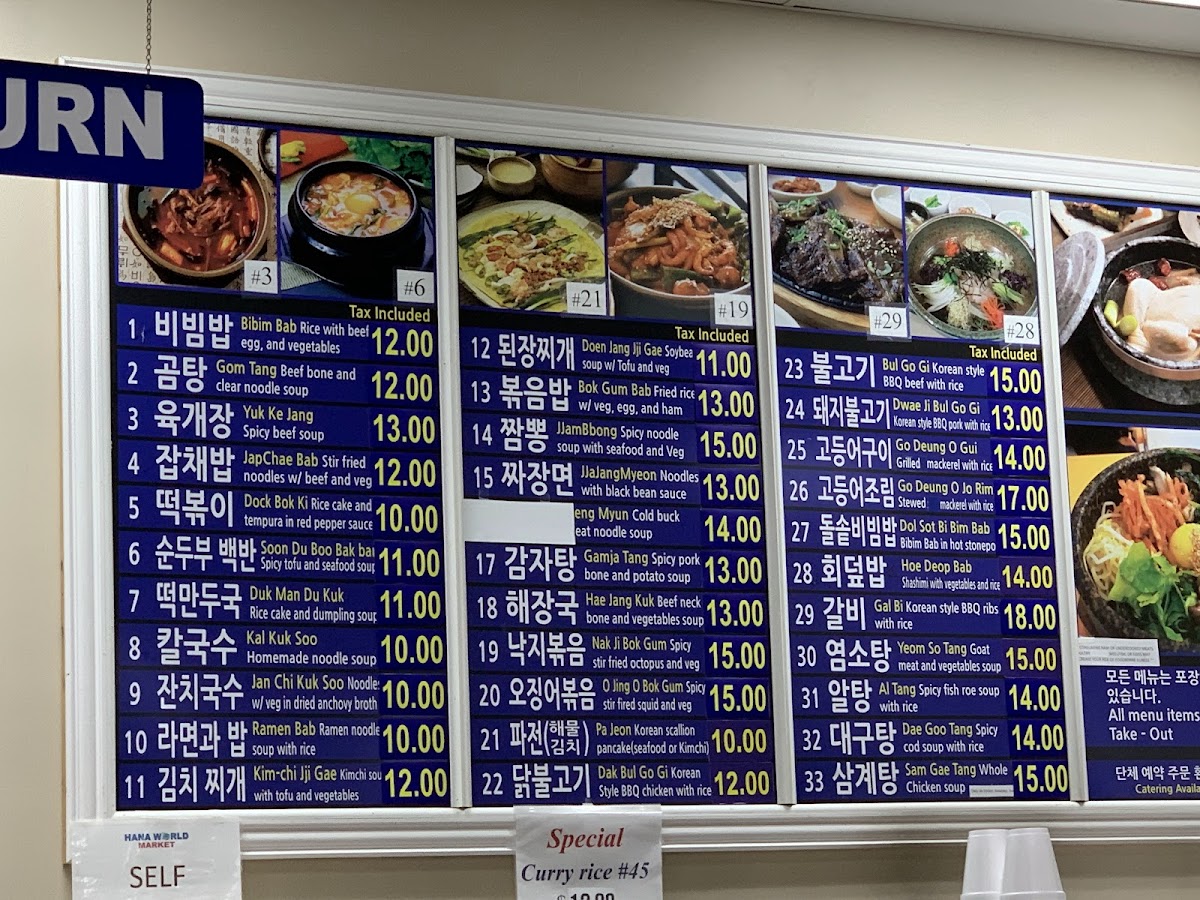 URN
#3
#6
Tax Included
1 비빔밥 Bibim Bab Rice with beef
egg, and vegetables 12.00
2 곰탕 Gom Tang Beef bone and
clear noodle soup 12.00
3 육개장 Yuk Ke Jang
Spicy beef soup 13.00
4 잡채밥 JapChae Bab Stir fried
noodles w/ beef and veg 12.00
5 떡볶이 Dock Bok Ki Rice cake and
tempura in red pepper sauce 10.00
6 순두부 백반 Soon Du Boo Bak ban
Spicy tofu and seafood soup 11.00
7 떡만두국 Duk Man Du Kuk
Rice cake and dumpling soup 11.00
8 칼국수 Kal Kuk Soo
Homemade noodle soup 10.00
9 잔치국수 Jan Chi Kuk Soo Noodles
w/ veg in dried anchovy broth 10.00
10 라면과 밥 Ramen Bab Ramen noodle
soup with rice 10.00
11 김치 찌개 Kim-chi Jji Gae Kimchi sou
with tofu and vegetables 12.00
#21
#19
Tax Included
12 된장찌개 Doen Jang Jji Gae Soybea
soup w/ Tofu and veg 11.00
13 볶음밥 Bok Gum Bab Fried rice
w/ veg, egg, and ham 13.00
14 짬뽕 JJamBbong Spicy noodle
soup with seafood and Veg 15.00
15 짜장면 JJaJangMyeon Noodles
with black bean sauce 13.00
eng Myun Cold buck
eat noodle soup 14.00
17 감자탕 Gamja Tang Spicy pork
bone and potato soup 13.00
18 해장국 Hae Jang Kuk Beef neck
bone and vegetables soup 13.00
19 낙지볶음 Nak Ji Bok Gum Spicy
stir fried octopus and veg 15.00
20 오징어볶음 O Jing O Bok Gum Spicy
stir fired squid and veg 15.00
21 파전(해물 김치) Pa Jeon Korean scallion
pancake(seafood or Kimchi) 10.00
22 닭불고기 Dak Bul Go Gi Korean
Style BBQ chicken with rice 12.00
#29
#28
Tax Included
23 불고기 Bul Go Gi Korean style
BBQ beef with rice 15.00
24 돼지불고기 Dwae Ji Bul Go Gi
Korean style BBQ pork with rice 13.00
25 고등어구이 Go Deung O Gui
Grilled mackerel with rice 14.00
26 고등어조림 Go Deung O Jo Rim
Stewed mackerel with rice 17.00
27 돌솥비빔밥 Dol Sot Bi Bim Bab
Bibim Bab in hot stonepo 15.00
28 회덮밥 Hoe Deop Bab
Shashimi with vegetables and rice 14.00
29 갈비 Gal Bi Korean style BBQ ribs
with rice 18.00
30 염소탕 Yeom So Tang Goat
meat and vegetables soup 15.00
31 알탕 Al Tang Spicy fish roe soup
with rice 14.00
32 대구탕 Dae Goo Tang Spicy
cod soup with rice 14.00
33 삼계탕 Sam Gae Tang Whole
Chicken soup 15.00
모든 메뉴는 포장
있습니다.
All menu items
Take - Out
단체 예약 주문 환
Catering Availa
HANA WORLD
MARKET
SELF
Special
Curry rice #45